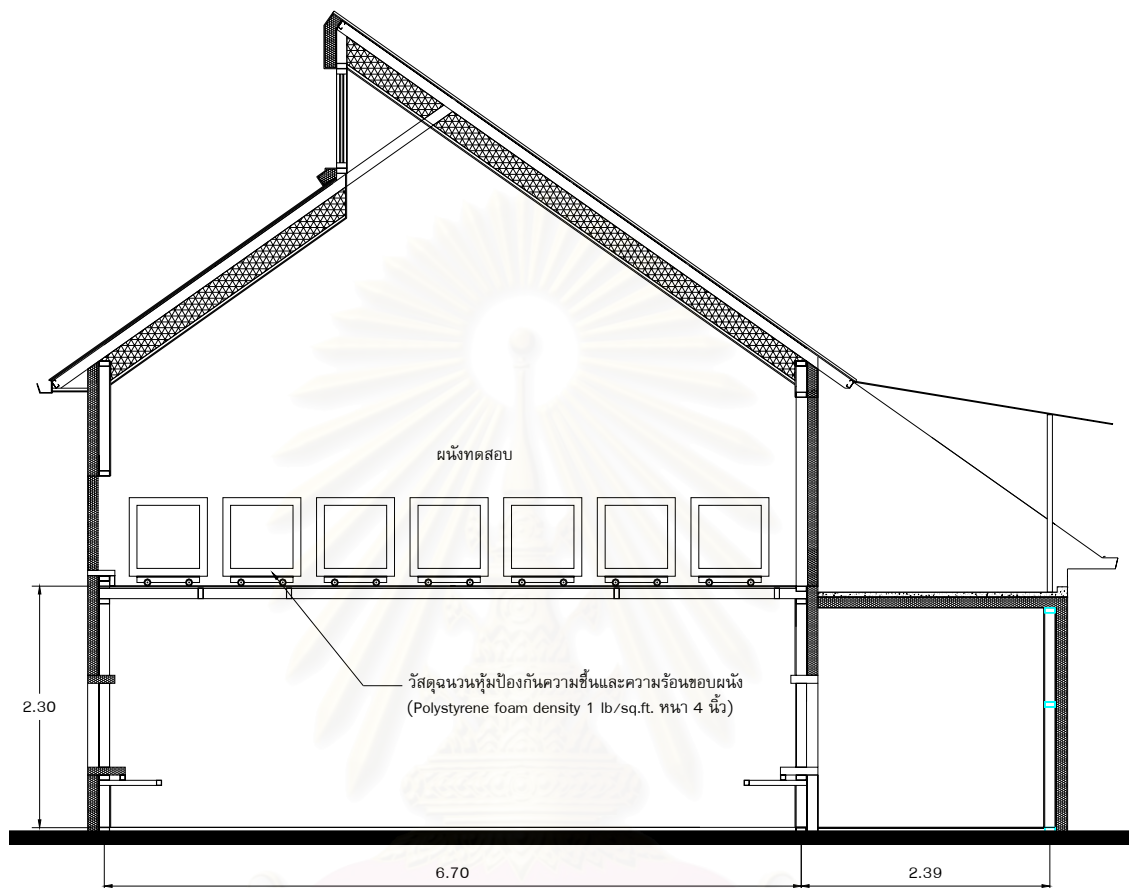 ผนังทดสอบ
วัสดุฉนวนหุ้มป้องกันความชื้นและความร้อนขอบผนัง
(Polystyrene foam density 1 lb/sq.ft. หนา 4 นิ้ว)
2.30
6.70
2.39